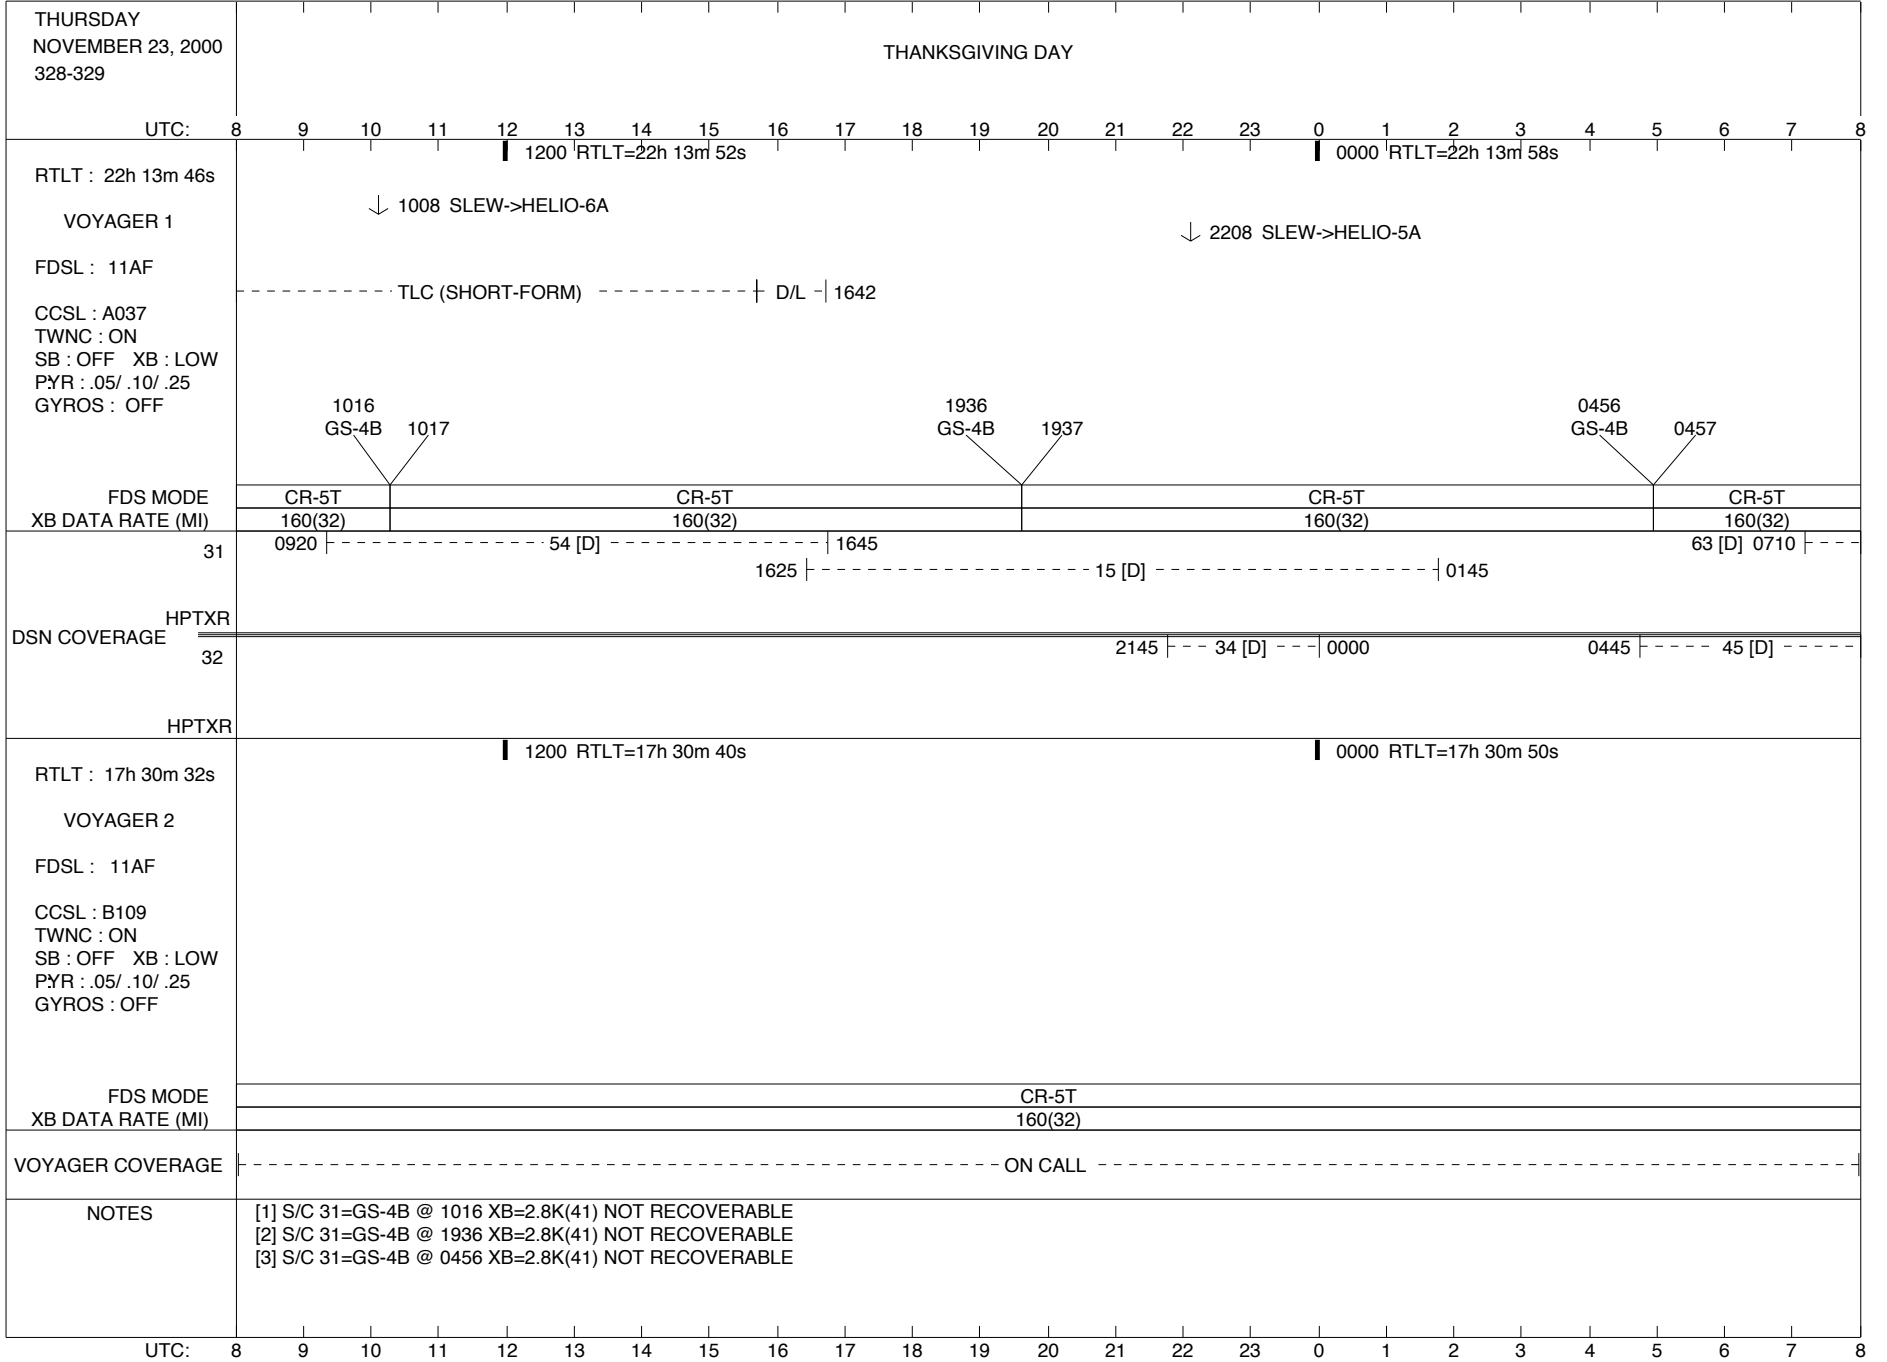 THURSDAY
NOVEMBER 23, 2000
328-329
THANKSGIVING DAY
UTC: 8 9 10 11 12 13 14 15 16 17 18 19 20 21 22 23 0 1 2 3 4 5 6 7 8
1200 RTLT=22h 13m 52s 0000 RTLT=22h 13m 58s
RTLT : 22h 13m 46s
1008 SLEW->HELIO-6A
VOYAGER 1
2208 SLEW->HELIO-5A
FDSL : 11AF
TLC (SHORT-FORM) D/L 1642
CCSL : A037
TWNC : ON
SB : OFF XB : LOW
P:YR : .05/ .10/ .25
GYROS : OFF
1016 1936 0456
GS-4B 1017 GS-4B 1937 GS-4B 0457
FDS MODE CR-5T CR-5T CR-5T CR-5T
XB DATA RATE (MI) 160(32) 160(32) 160(32) 160(32)
31 0920 54 [D] 1645 63 [D] 0710
1625 15 [D] 0145
HPTXR
DSN COVERAGE
32 2145 34 [D] 0000 0445 45 [D]
HPTXR
1200 RTLT=17h 30m 40s 0000 RTLT=17h 30m 50s
RTLT : 17h 30m 32s
VOYAGER 2
FDSL : 11AF
CCSL : B109
TWNC : ON
SB : OFF XB : LOW
P:YR : .05/ .10/ .25
GYROS : OFF
FDS MODE CR-5T
XB DATA RATE (MI) 160(32)
VOYAGER COVERAGE ON CALL
NOTES [1] S/C 31=GS-4B @ 1016 XB=2.8K(41) NOT RECOVERABLE
[2] S/C 31=GS-4B @ 1936 XB=2.8K(41) NOT RECOVERABLE
[3] S/C 31=GS-4B @ 0456 XB=2.8K(41) NOT RECOVERABLE
UTC: 8 9 10 11 12 13 14 15 16 17 18 19 20 21 22 23 0 1 2 3 4 5 6 7 8